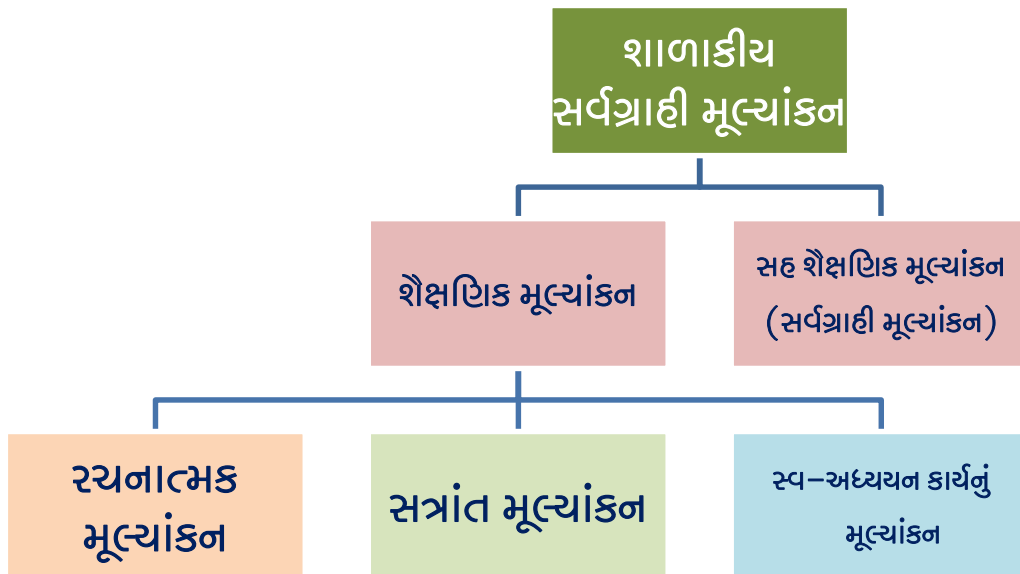 શાળાકીય
સર્વગ્રાહી મૂલ્યાંકન
શૈક્ષણિક મૂલ્યાંકન
સહ શૈક્ષણિક મૂલ્યાંકન
(સર્વગ્રાહી મૂલ્યાંકન)
રચનાત્મક
મૂલ્યાંકન
સત્રાંત મૂલ્યાંકન
સ્વ–અધ્યયન કાર્યનું
મૂલ્યાંકન